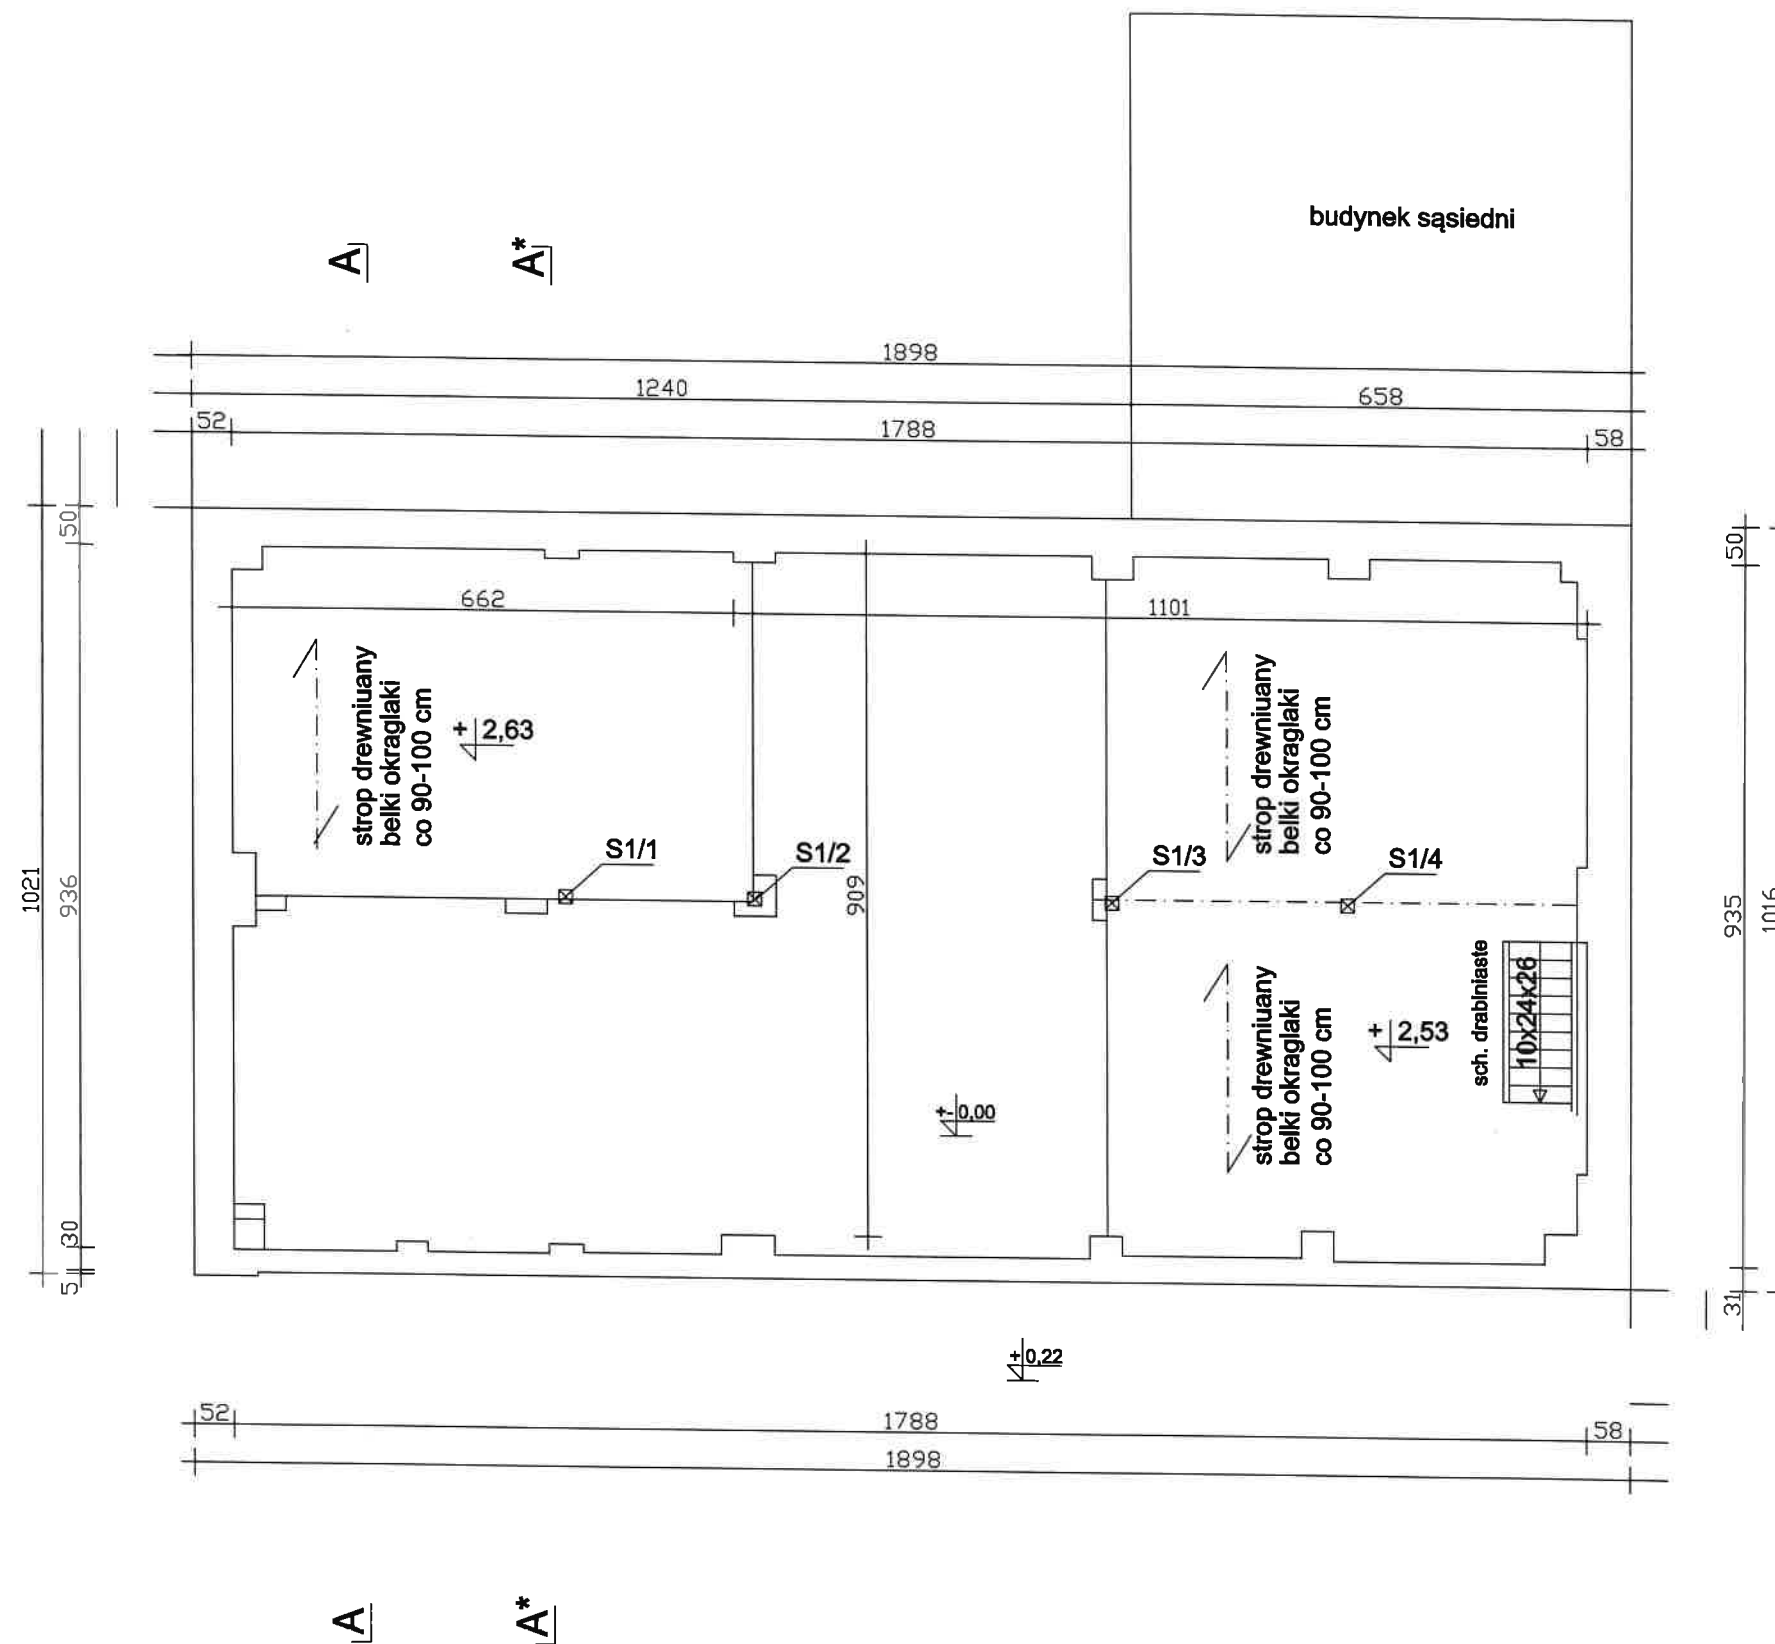 budynek sąsiedni
A
A*
1898
1240
658
52
1788
58
50
50
662
1101
strop drewniuany
belki okraglaki
co 90-100 cm
+ 2,63
strop drewniuany
belki okraglaki
co 90-100 cm
S1/1
S1/2
S1/3
S1/4
1021
936
909
935
1016
sch. drabiniaste
10x24x26
strop drewniuany
belki okraglaki
co 90-100 cm
+ 2,53
+-0,00
30
5
31
+0,22
52
1788
58
1898
A
A*